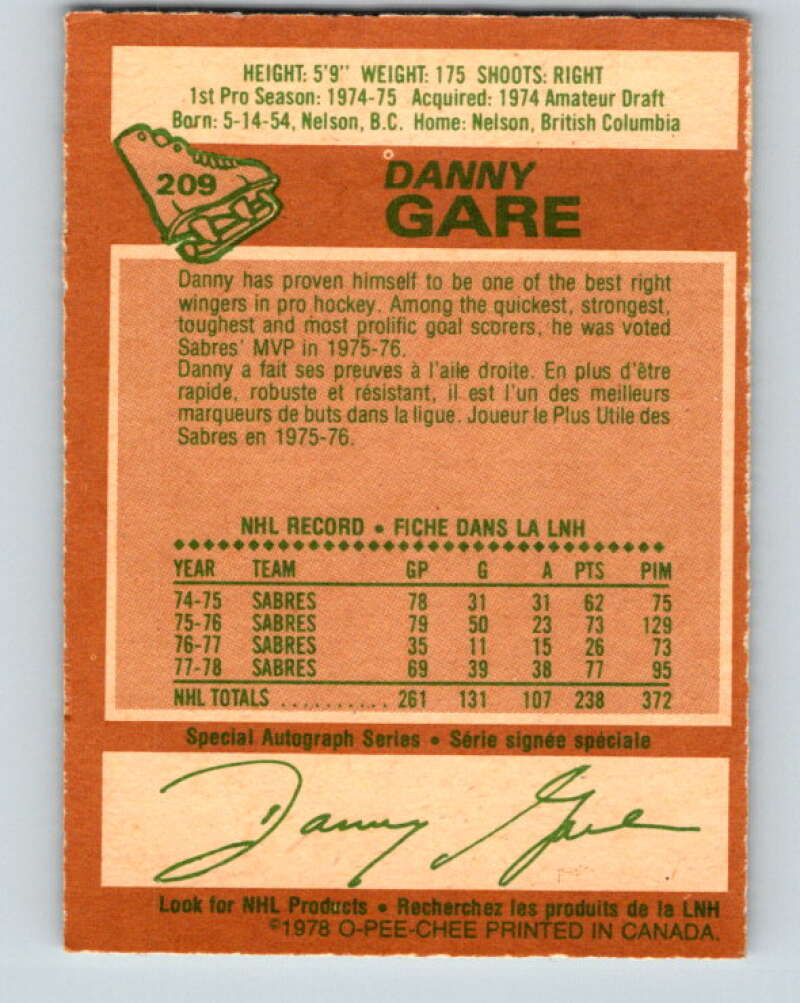 HEIGHT: 5'9" WEIGHT: 175 SHOOTS: RIGHT
1st Pro Season: 1974-75 Acquired: 1974 Amateur Draft
Born: 5-14-54, Nelson, B.C. Home: Nelson, British Columbia
209
DANNY
GARE
Danny has proven himself to be one of the best right
wingers in pro hockey. Among the quickest, strongest,
toughest and most prolific goal scorers, he was voted
Sabres' MVP in 1975-76.
Danny a fait ses preuves à l'aile droite. En plus d'être
rapide, robuste et résistant, il est l'un des meilleurs
marqueurs de buts dans la ligue. Joueur le Plus Utile des
Sabres en 1975-76.
NHL RECORD • FICHE DANS LA LNH
YEAR TEAM GP G A PTS PIM
74-75 SABRES 78 31 31 62 75
75-76 SABRES 79 50 23 73 129
76-77 SABRES 35 11 15 26 73
77-78 SABRES 69 39 38 77 95
NHL TOTALS .......... 261 131 107 238 372
Special Autograph Series • Série signée spéciale
Danny Gare
Look for NHL Products • Recherchez les produits de la LNH
©1978 O-PEE-CHEE PRINTED IN CANADA.